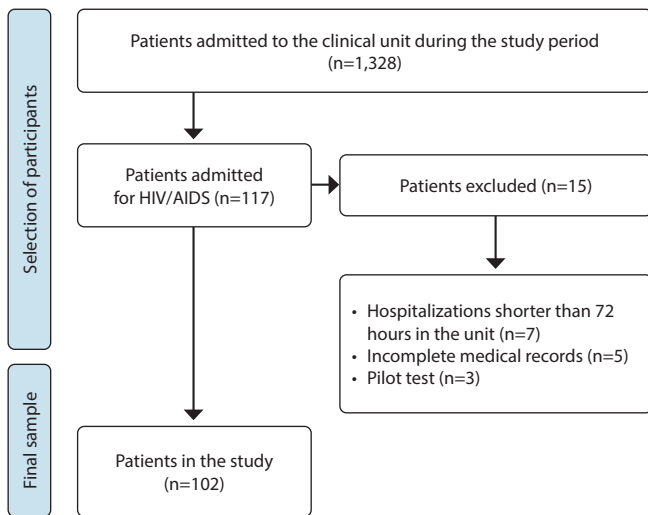 Selection of participants
Patients admitted to the clinical unit during the study period
(n=1,328)
Patients admitted
for HIV/AIDS (n=117)
Patients excluded (n=15)
• Hospitalizations shorter than 72
hours in the unit (n=7)
• Incomplete medical records (n=5)
• Pilot test (n=3)
Final sample
Patients in the study
(n=102)